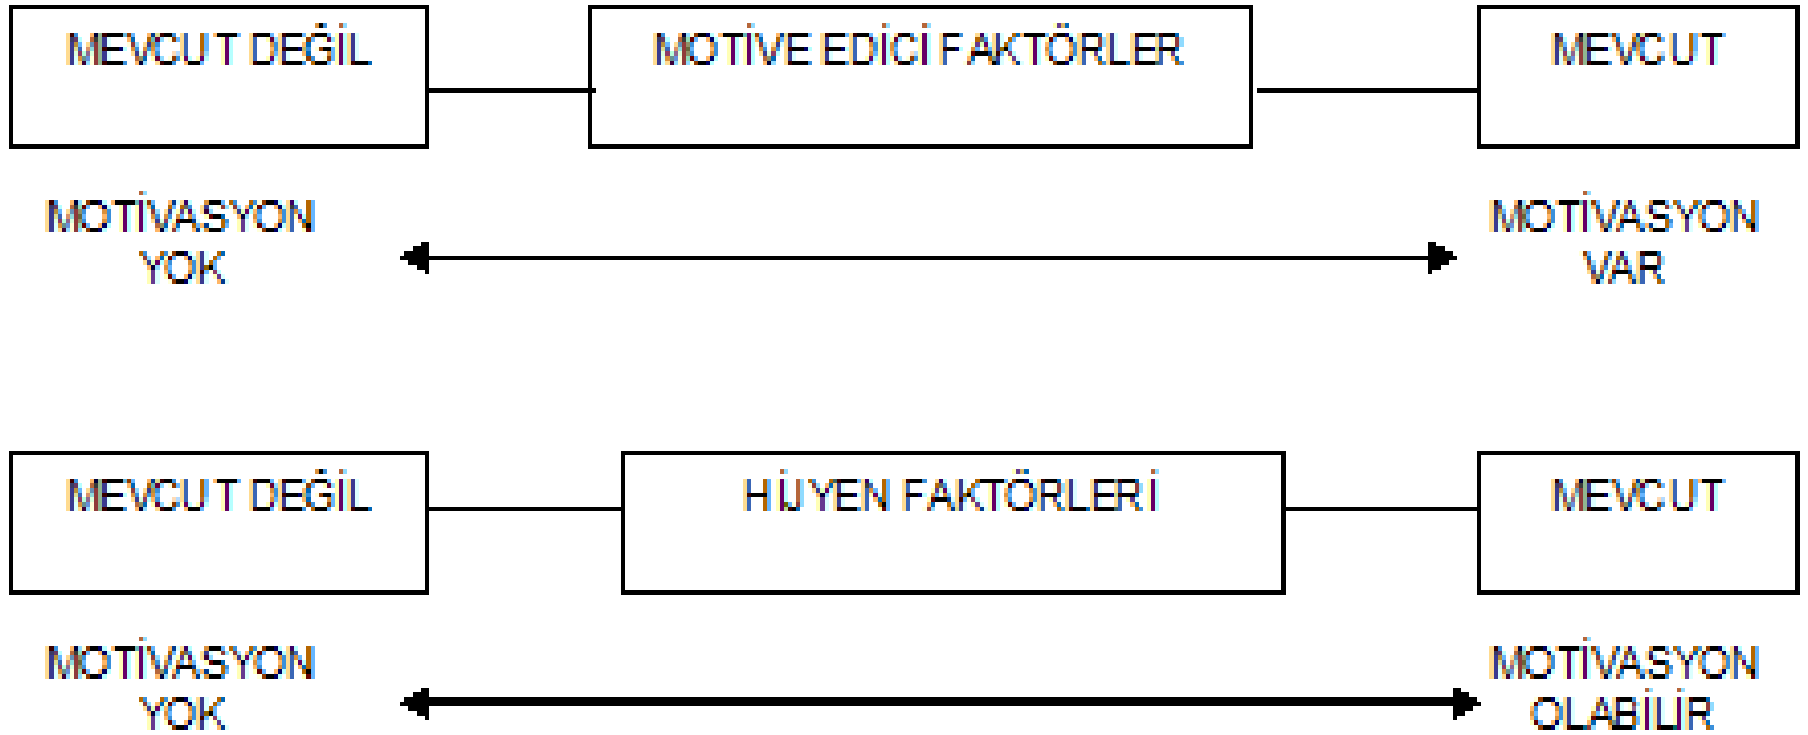 MEVCUT DEĞİL
MOTİVE EDİCİ FAKTÖRLER
MEVCUT
MOTİVASYON
YOK
MOTİVASYON
VAR
MEVCUT DEĞİL
HİJYEN FAKTÖRLERİ
MEVCUT
MOTİVASYON
YOK
MOTİVASYON
OLABİLİR